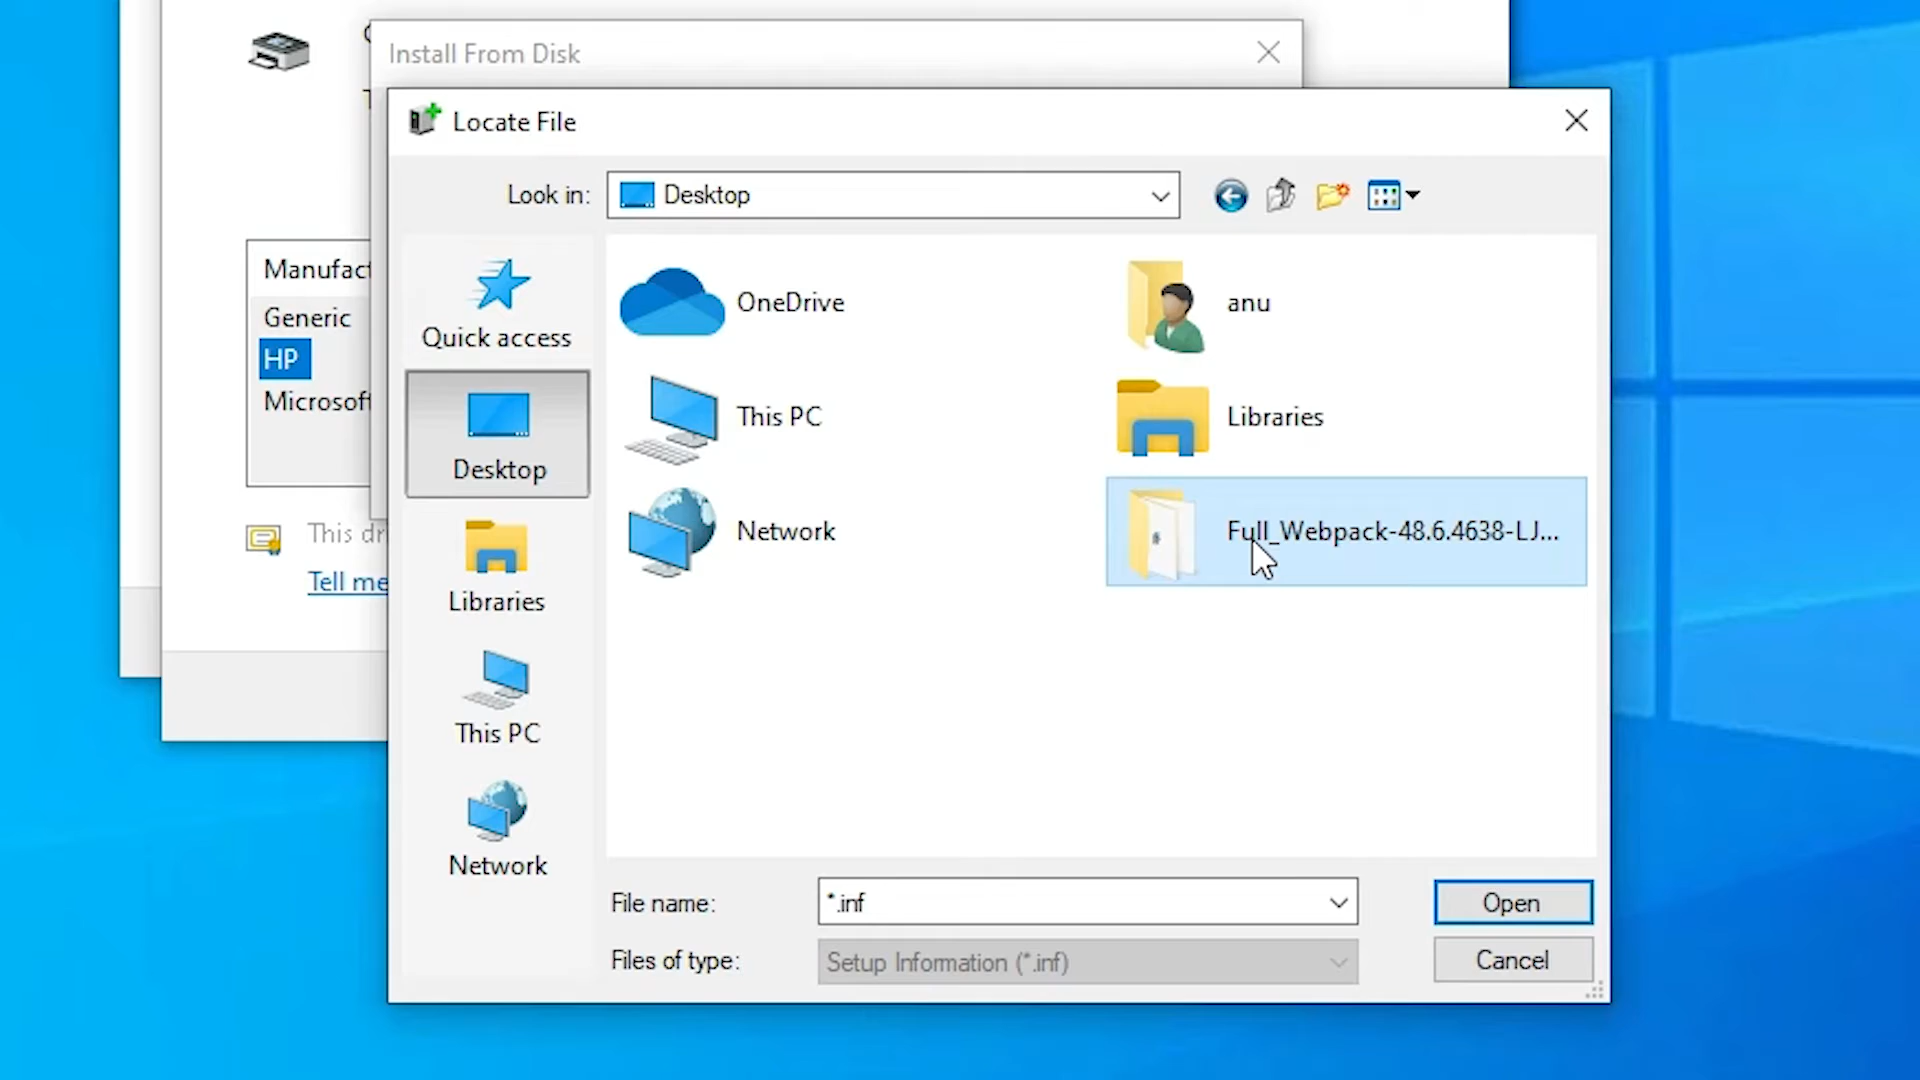 Install From Disk
Locate File
Look in:
Desktop
Manufact
Generic
HP
Microsoft
This dr
Tell me
Quick access
Desktop
Libraries
This PC
Network
OneDrive
anu
This PC
Libraries
Network
Full_Webpack-48.6.4638-LJ...
File name:
*.inf
Open
Files of type:
Setup Information (*.inf)
Cancel